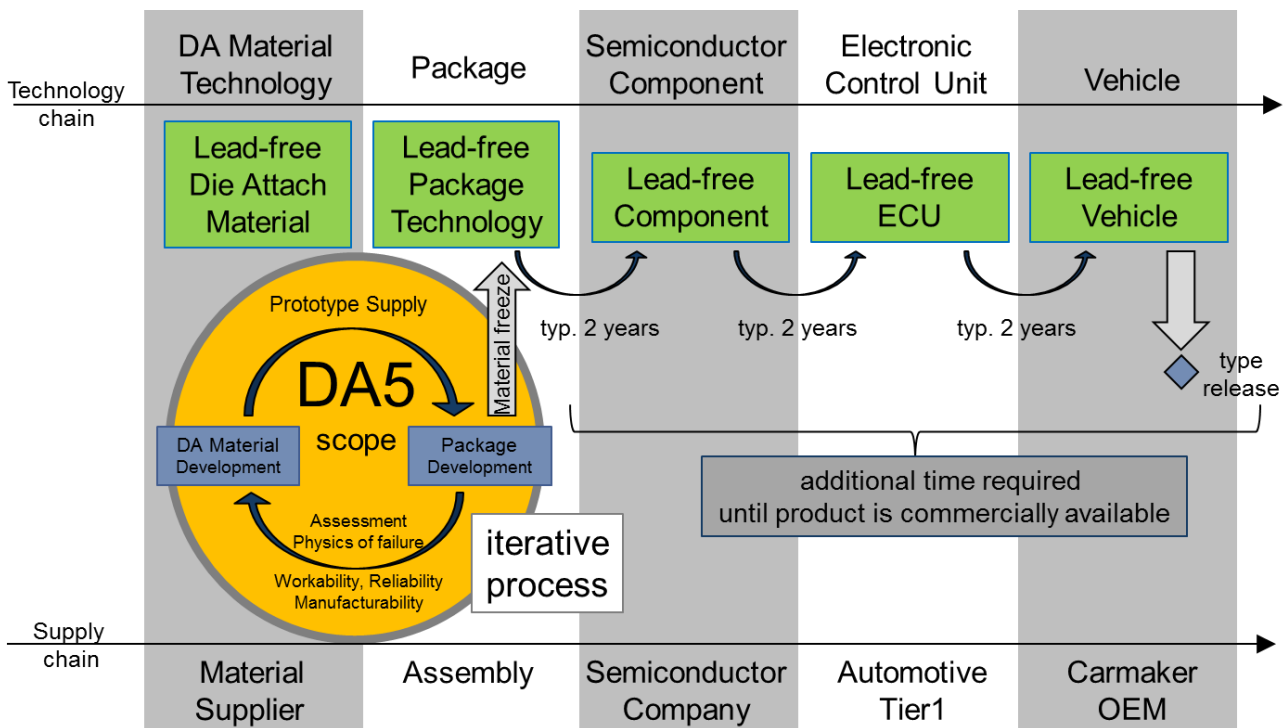 DA Material
Technology
Package
Semiconductor
Component
Electronic
Control Unit
Vehicle
Technology
chain
Lead-free
Die Attach
Material
Lead-free
Package
Technology
Lead-free
Component
Lead-free
ECU
Lead-free
Vehicle
Prototype Supply
Material freeze
typ. 2 years
typ. 2 years
typ. 2 years
type
release
DA5
scope
DA Material
Development
Package
Development
additional time required
until product is commercially available
Assessment
Physics of failure
Workability, Reliability
Manufacturability
iterative
process
Supply
chain
Material
Supplier
Assembly
Semiconductor
Company
Automotive
Tier1
Carmaker
OEM